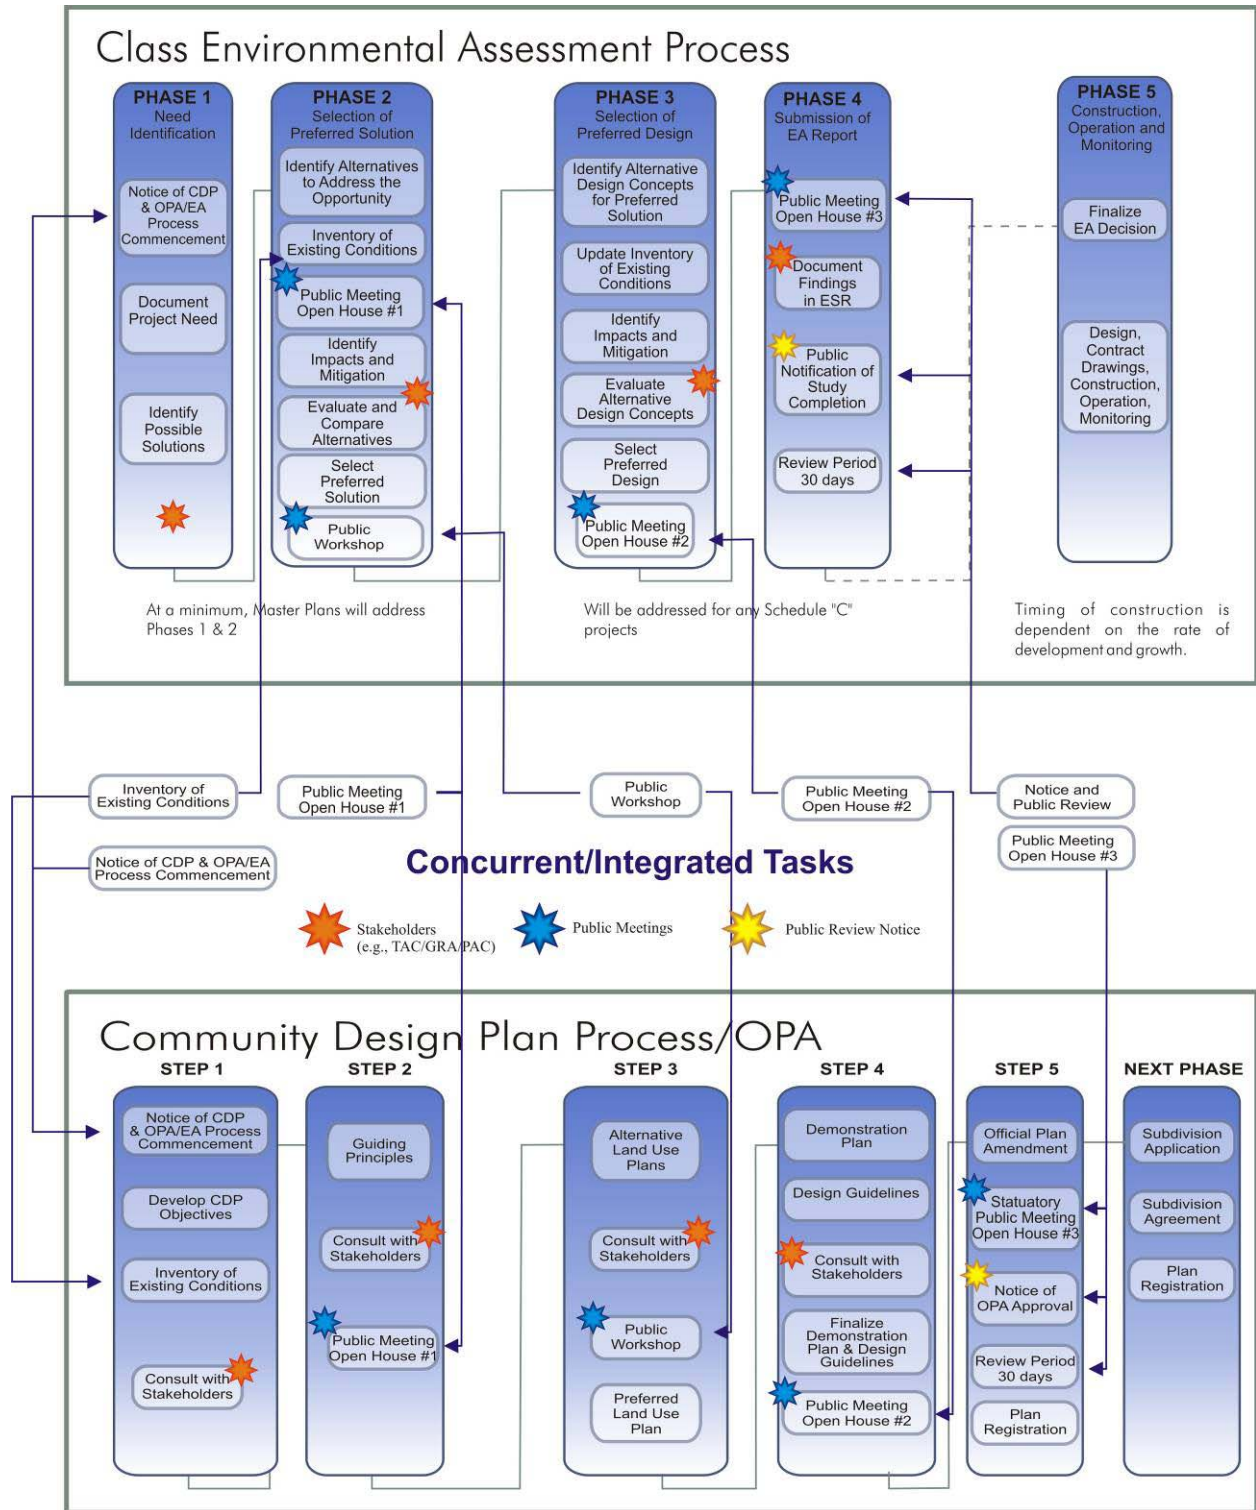 Class Environmental Assessment Process
PHASE 1
Need
Identification
Notice of CDP
& OPA/EA
Process
Commencement
Document
Project Need
Identify
Possible
Solutions
PHASE 2
Selection of
Preferred Solution
Identify Alternatives
to Address the
Opportunity
Inventory of
Existing Conditions
Public Meeting
Open House #1
Identify
Impacts and
Mitigation
Evaluate and
Compare
Alternatives
Select
Preferred
Solution
Public
Workshop
PHASE 3
Selection of
Preferred Design
Identify Alternative
Design Concepts
for Preferred
Solution
Update Inventory
of Existing
Conditions
Identify
Impacts and
Mitigation
Evaluate
Alternative
Design Concepts
Select
Preferred
Design
Public Meeting
Open House #2
PHASE 4
Submission of
EA Report
Public Meeting
Open House #3
Document
Findings
in ESR
Public
Notification of
Study
Completion
Review Period
30 days
PHASE 5
Construction,
Operation and
Monitoring
Finalize
EA Decision
Design,
Contract
Drawings,
Construction,
Operation,
Monitoring
At a minimum, Master Plans will address
Phases 1 & 2
Will be addressed for any Schedule "C"
projects
Timing of construction is
dependent on the rate of
development and growth.
Inventory of
Existing Conditions
Public Meeting
Open House #1
Public
Workshop
Public Meeting
Open House #2
Notice and
Public Review
Notice of CDP & OPA/EA
Process Commencement
Public Meeting
Open House #3
Concurrent/Integrated Tasks
Stakeholders
(e.g., TAC/GRA/PAC)
Public Meetings
Public Review Notice
Community Design Plan Process/OPA
STEP 1
Notice of CDP
& OPA/EA Process
Commencement
Develop CDP
Objectives
Inventory of
Existing Conditions
Consult with
Stakeholders
STEP 2
Guiding
Principles
Consult with
Stakeholders
Public Meeting
Open House #1
STEP 3
Alternative
Land Use
Plans
Consult with
Stakeholders
Public
Workshop
Preferred
Land Use
Plan
STEP 4
Demonstration
Plan
Design Guidelines
Consult with
Stakeholders
Finalize
Demonstration
Plan & Design
Guidelines
Public Meeting
Open House #2
STEP 5
Official Plan
Amendment
Statuatory
Public Meeting
Open House #3
Notice of
OPA Approval
Review Period
30 days
Plan
Registration
NEXT PHASE
Subdivision
Application
Subdivision
Agreement
Plan
Registration